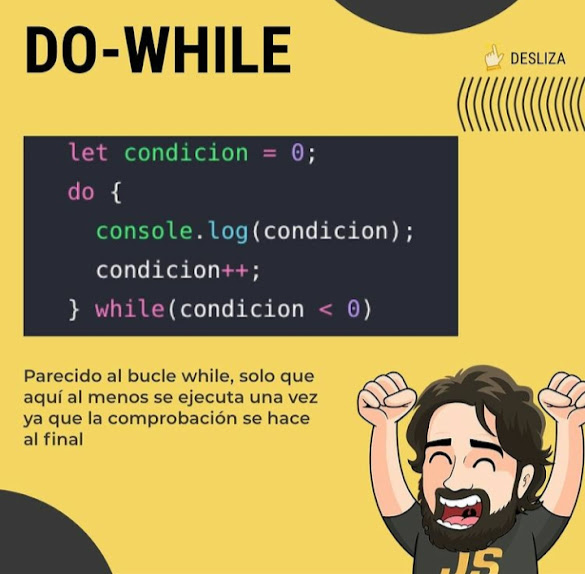 DO-WHILE
DESLIZA
let condicion = 0;
do {
console.log(condicion);
condicion++;
} while(condicion < 0)
Parecido al bucle while, solo que
aquí al menos se ejecuta una vez
ya que la comprobación se hace
al final
JS